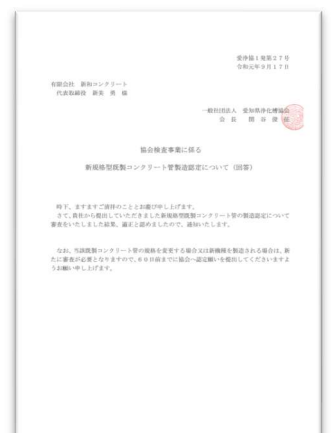 愛浄協1発第27号
令和元年9月17日
有限会社 新和コンクリート
代表取締役 新美 勇 様
一般社団法人 愛知県浄化槽協会
会 長 関 谷
協会検査事業に係る
新規格型既製コンクリート管製造認定について（回答）
時下、ますますご清祥のこととお慶び申し上げます。
さて、貴社から提出していただきました新規格型既製コンクリート管の製造認定について
審査をいたしました結果、適正と認めましたので、通知いたします。
なお、当該既製コンクリート管の規格を変更する場合又は新機種を製造される場合は、新
たに審査が必要となりますので、60日前までに協会へ認定願いを提出してくださいますよ
うお願い申し上げます。